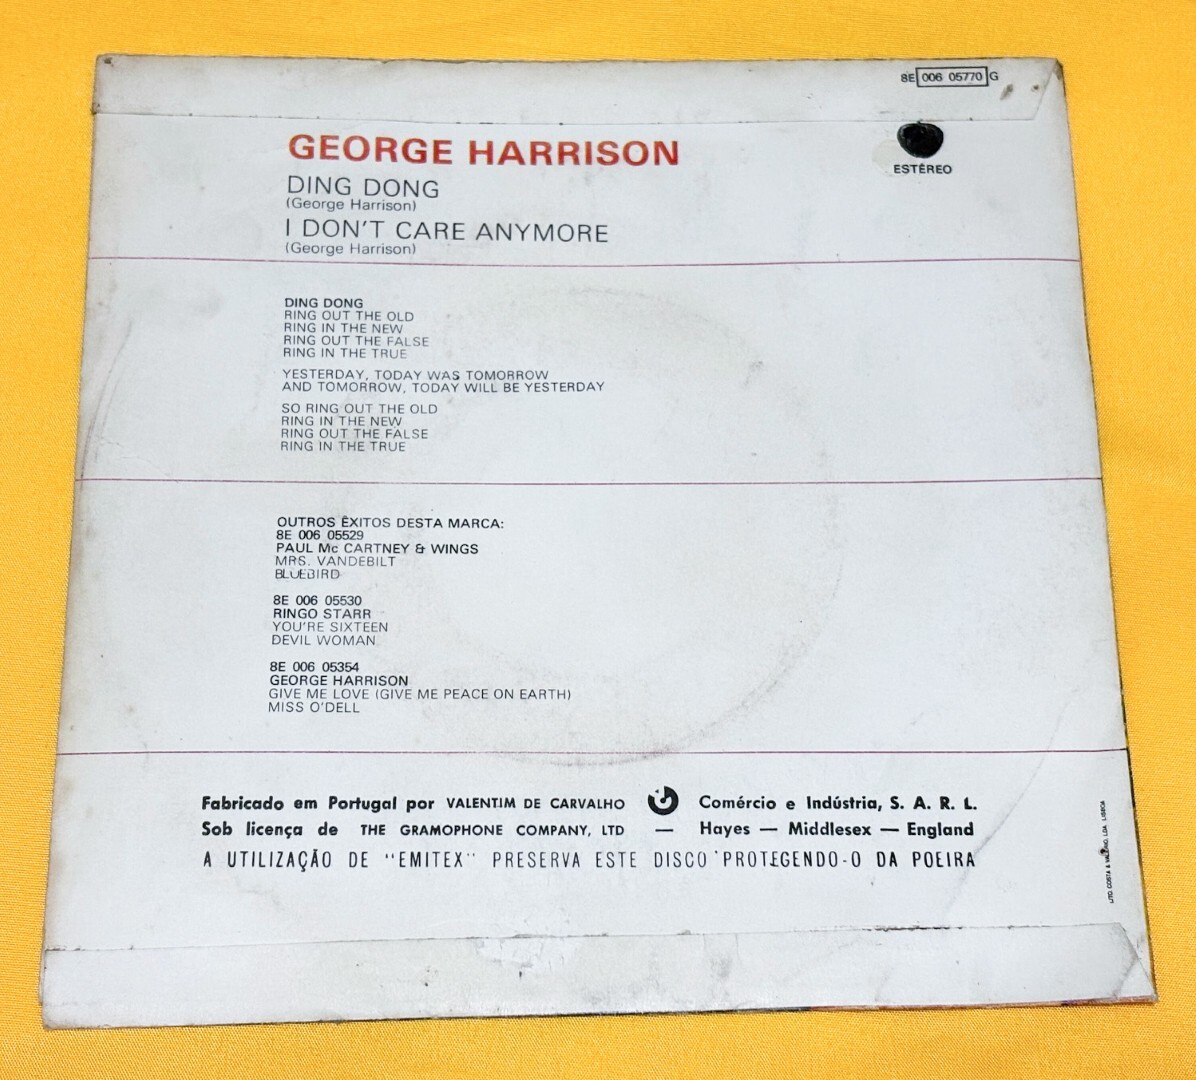 8E 006 05770 G
GEORGE HARRISON
ESTÊREO
DING DONG
(George Harrison)
I DON'T CARE ANYMORE
(George Harrison)
DING DONG
RING OUT THE OLD
RING IN THE NEW
RING OUT THE FALSE
RING IN THE TRUE
YESTERDAY, TODAY WAS TOMORROW
AND TOMORROW, TODAY WILL BE YESTERDAY
SO RING OUT THE OLD
RING IN THE NEW
RING OUT THE FALSE
RING IN THE TRUE
OUTROS ÊXITOS DESTA MARCA:
8E 006 05529
PAUL Mc CARTNEY & WINGS
MRS. VANDEBILT
BLUEBIRD
8E 006 05530
RINGO STARR
YOU'RE SIXTEEN
DEVIL WOMAN
8E 006 05354
GEORGE HARRISON
GIVE ME LOVE (GIVE ME PEACE ON EARTH)
MISS O'DELL
Fabricado em Portugal por VALENTIM DE CARVALHO Comércio e Indústria, S. A. R. L.
Sob licença de THE GRAMOPHONE COMPANY, LTD — Hayes — Middlesex — England
A UTILIZAÇÃO DE "EMITEX" PRESERVA ESTE DISCO PROTEGENDO-O DA POEIRA
LITO. COSTA & VALÉRIO, LDA. LISBOA